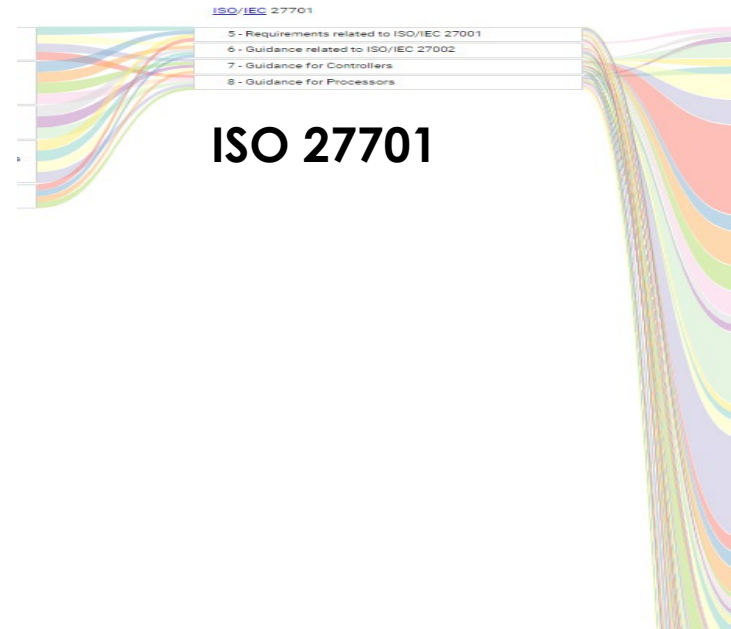 ISO/IEC 27701
5 - Requirements related to ISO/IEC 27001
6 - Guidance related to ISO/IEC 27002
7 - Guidance for Controllers
8 - Guidance for Processors
ISO 27701